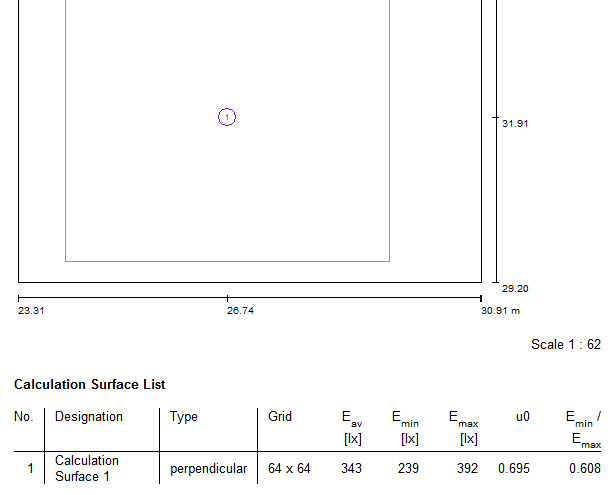 1
31.91
29.20
23.31 26.74 30.91 m
Scale 1 : 62
Calculation Surface List
No. Designation Type Grid Eav Emin Emax u0 Emin /
[lx] [lx] [lx] Emax
1 Calculation perpendicular 64 x 64 343 239 392 0.695 0.608
Surface 1